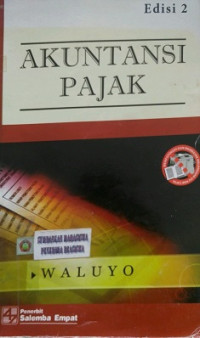 Edisi 2
AKUNTANSI
PAJAK
WALUYO
Penerbit
Salemba Empat